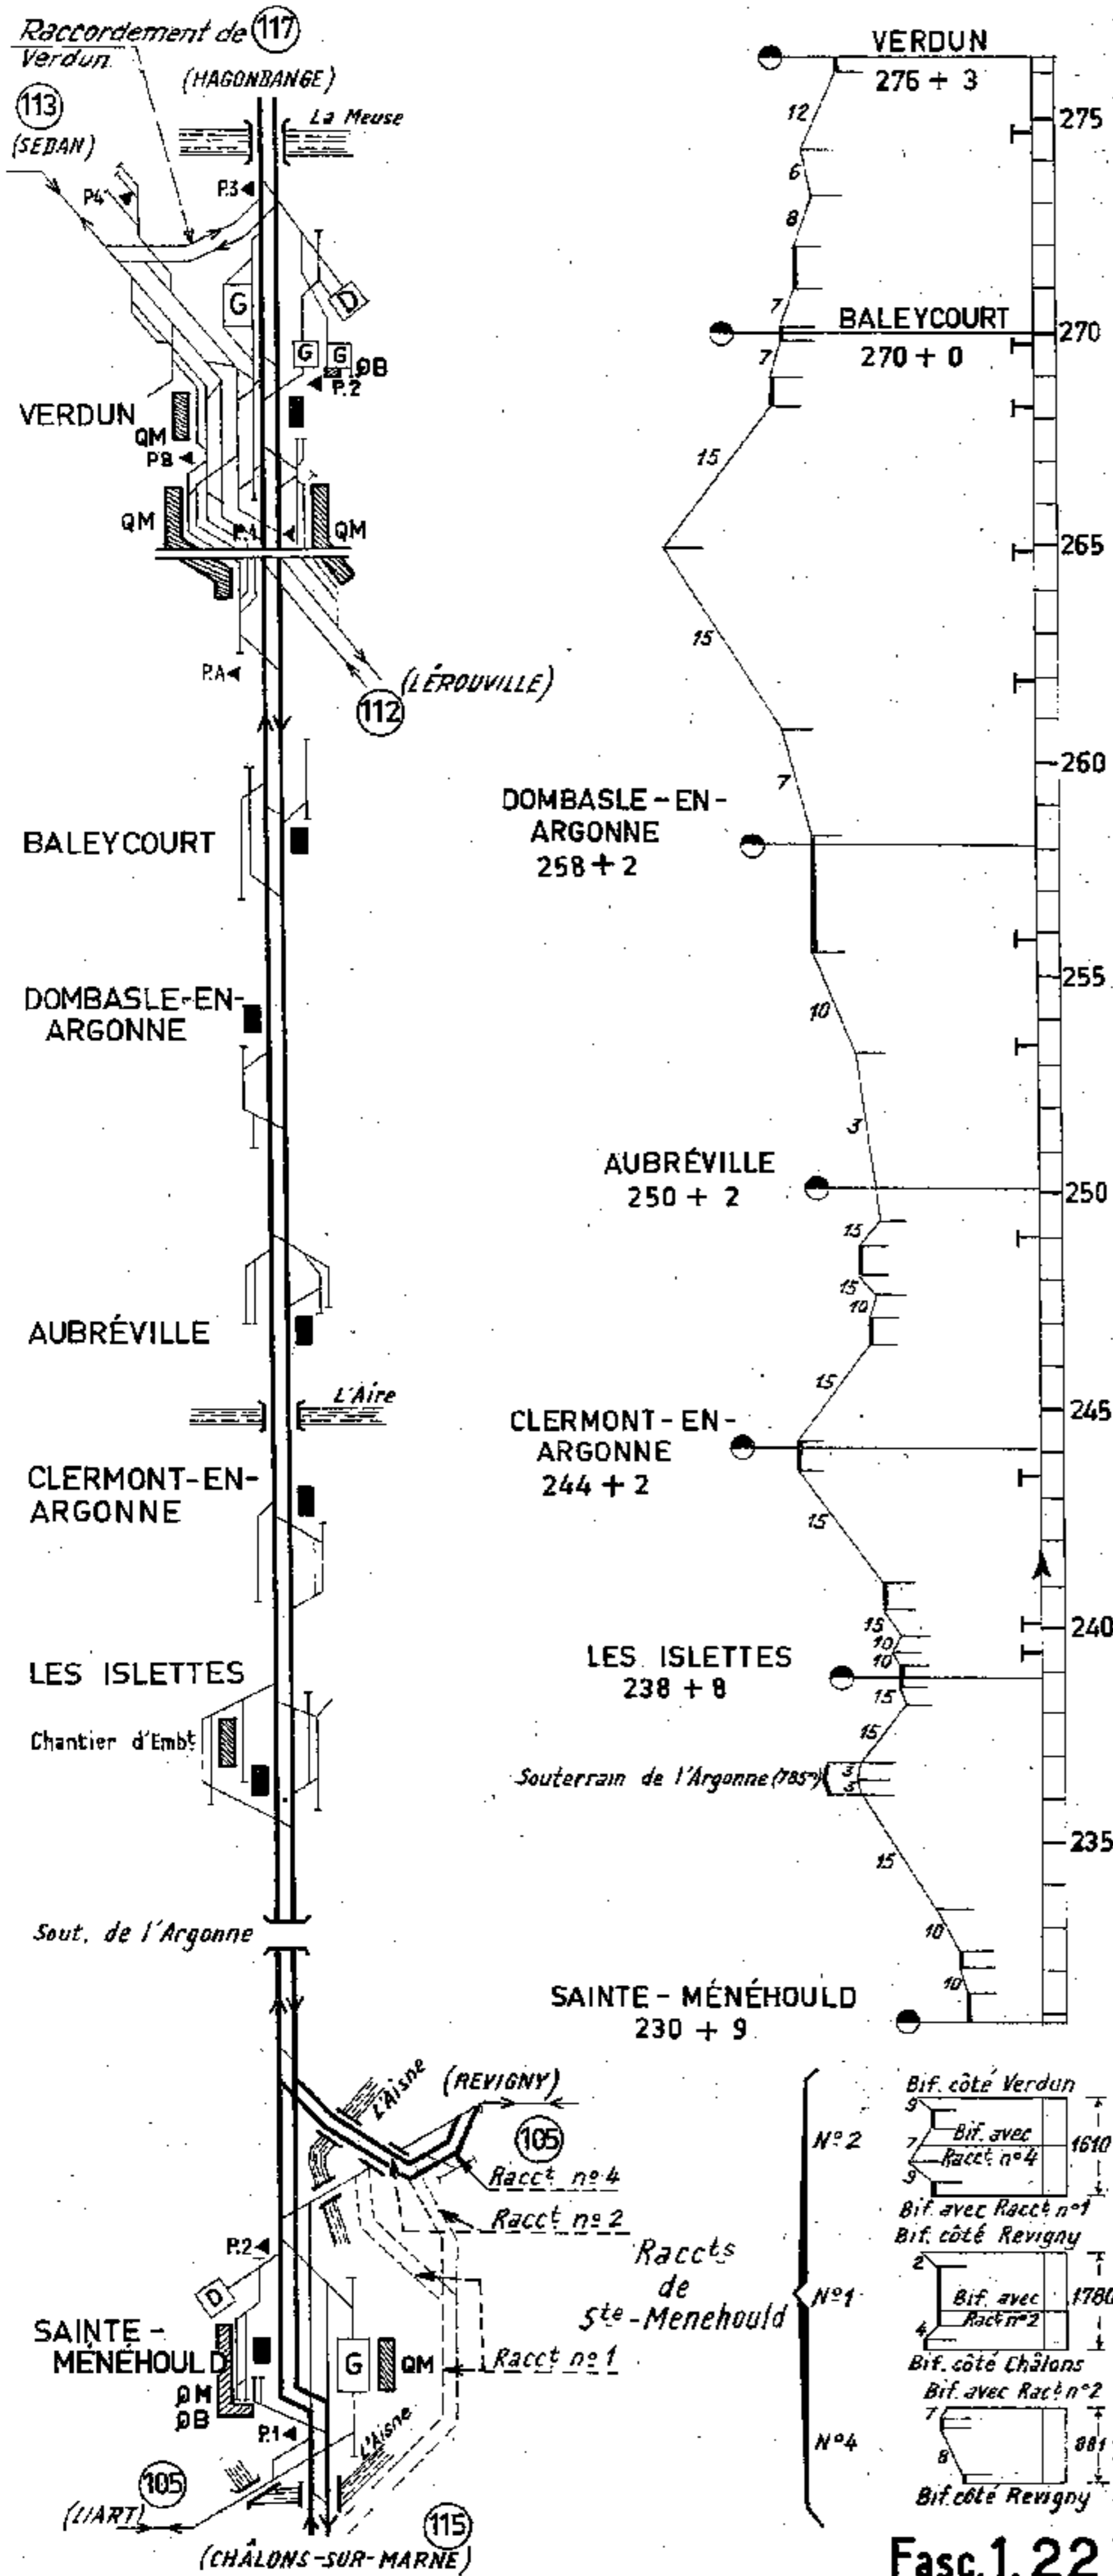 Raccordement de
Verdun
117
(HAGONDANGE)
113
(SEDAN)
La Meuse
P.4
P.3
G
D
G
G
ØB
P.2
VERDUN
QM
P.B
QM
P.1
QM
P.A
(LÉROUVILLE)
112
BALEYCOURT
DOMBASLE-EN-
ARGONNE
AUBRÉVILLE
L'Aire
CLERMONT-EN-
ARGONNE
LES ISLETTES
Chantier d'Embt
Sout. de l'Argonne
L'Aisne
(REVIGNY)
105
Racct nº 4
Racct nº 2
P.2
D
SAINTE-
MÉNÉHOULD
ØM
ØB
G
QM
Racct nº 1
P.1
L'Aisne
105
(LIART)
115
(CHÂLONS-SUR-MARNE)
Raccts
de
Ste-Menehould
VERDUN
276 + 3
275
12
6
8
7
BALEYCOURT
270 + 0
270
7
15
265
15
260
7
DOMBASLE-EN-
ARGONNE
258 + 2
255
10
3
AUBRÉVILLE
250 + 2
250
15
15
10
15
245
CLERMONT-EN-
ARGONNE
244 + 2
15
15
10
10
240
LES ISLETTES
238 + 8
15
15
Souterrain de l'Argonne (785m)
3
3
235
15
10
10
SAINTE-MÉNÉHOULD
230 + 9
Nº 2
Bif. côté Verdun
9
7
Bif. avec
Racct nº 4
9
1610
Bif. avec Racct nº 1
Nº 1
Bif. côté Revigny
2
Bif. avec
Ract nº 2
4
1780
Bif. côté Châlons
Nº 4
Bif. avec Ract nº 2
7
8
881
Bif. côté Revigny
Fasc. 1. 22